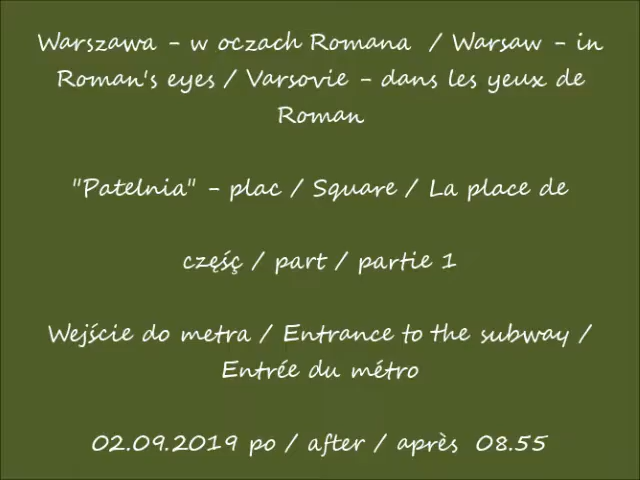 Warszawa - w oczach Romana / Warsaw - in
Roman's eyes / Varsovie - dans les yeux de
Roman
"Patelnia" - plac / Square / La place de
częśç / part / partie 1
Wejście do metra / Entrance to the subway /
Entrée du métro
02.09.2019 po / after / après 08.55